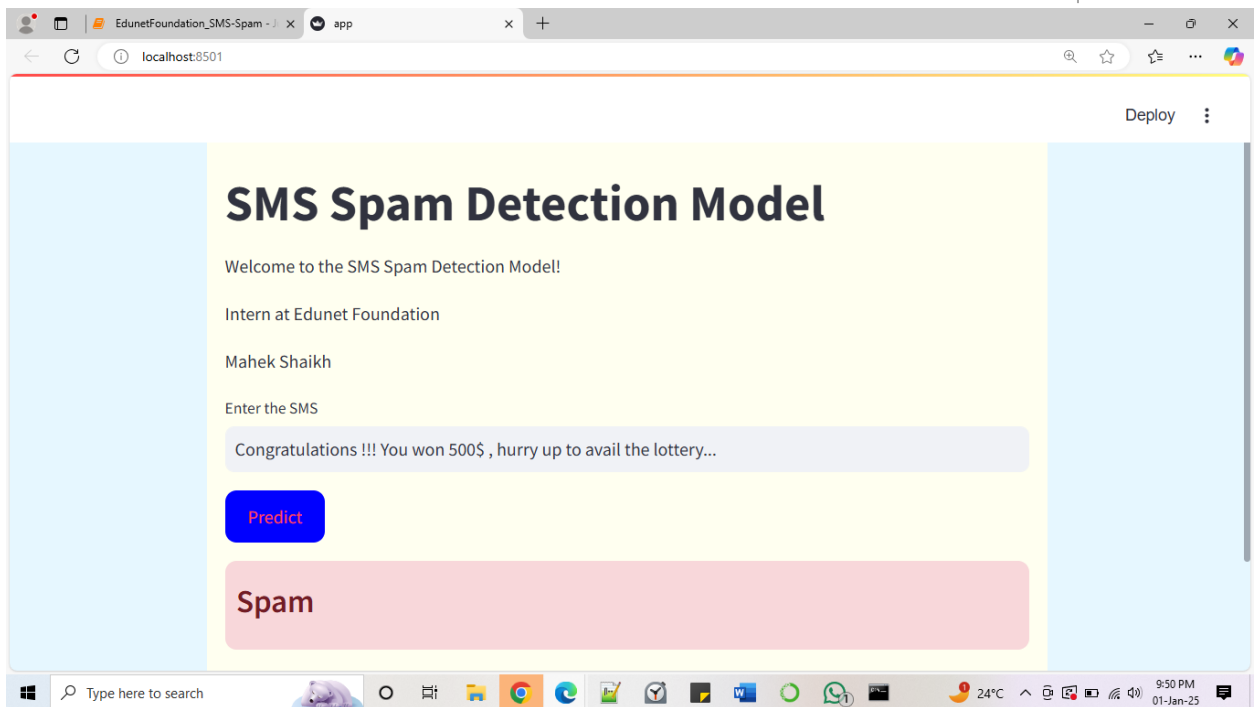 EdunetFoundation_SMS-Spam - J
app
localhost:8501
Deploy
SMS Spam Detection Model
Welcome to the SMS Spam Detection Model!
Intern at Edunet Foundation
Mahek Shaikh
Enter the SMS
Congratulations !!! You won 500$ , hurry up to avail the lottery...
Predict
Spam
Type here to search
24°C
9:50 PM
01-Jan-25